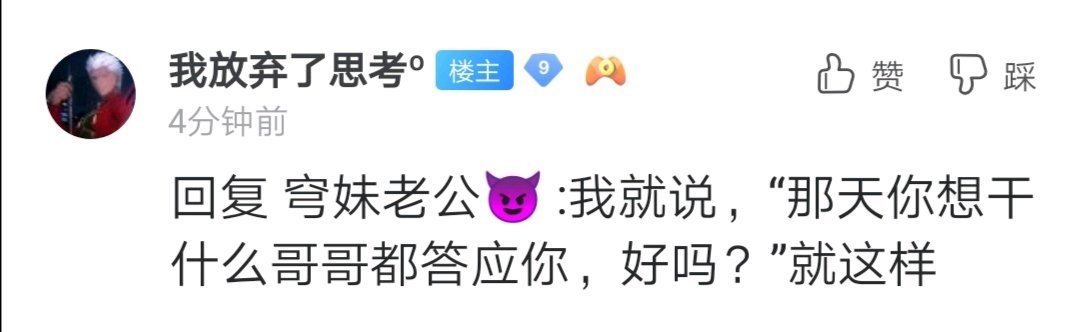 我放弃了思考º 楼主 9 赞 踩
4分钟前
回复 穹妹老公😈 :我就说，“那天你想干
什么哥哥都答应你，好吗？”就这样